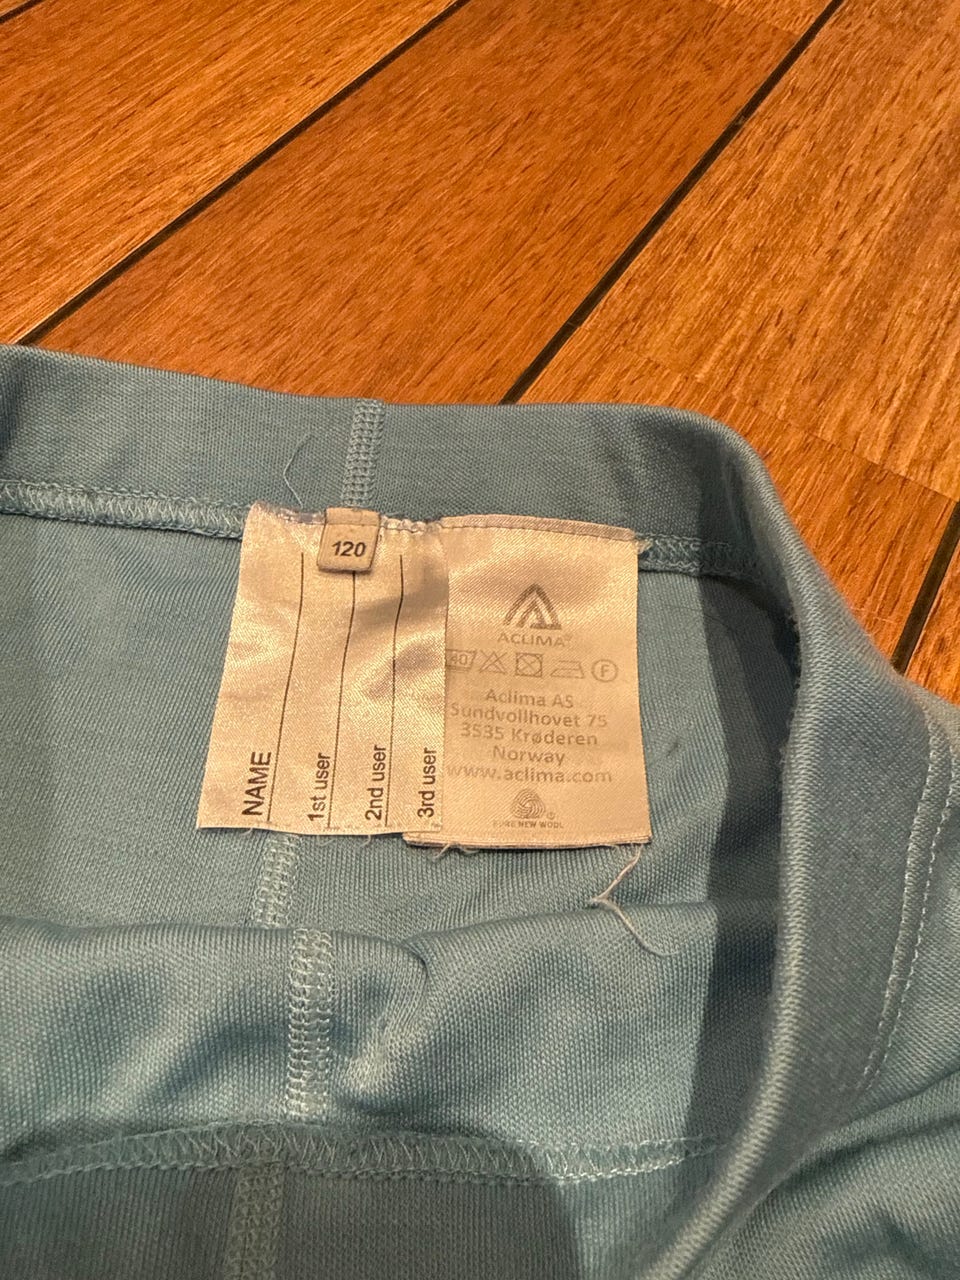 120
NAME
1st user
2nd user
3rd user
ACLIMA®
40
F
Aclima AS
Sundvollhovet 75
3535 Krøderen
Norway
www.aclima.com
PURE NEW WOOL